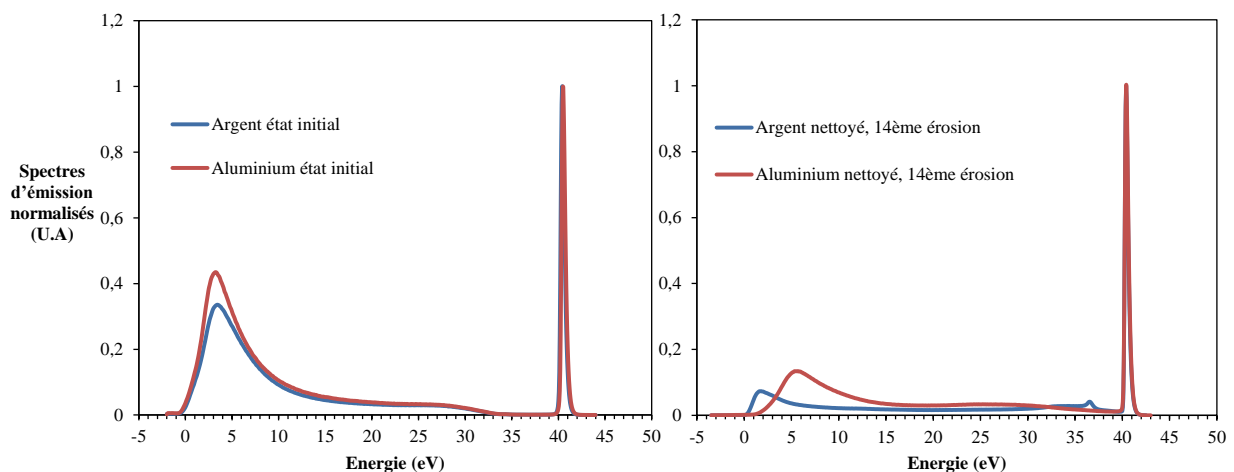 Spectres
d'émission
normalisés
(U.A)
1,2
1
0,8
0,6
0,4
0,2
0
Argent état initial
Aluminium état initial
-5 0 5 10 15 20 25 30 35 40 45 50
Energie (eV)
1,2
1
0,8
0,6
0,4
0,2
0
Argent nettoyé, 14ème érosion
Aluminium nettoyé, 14ème érosion
-5 0 5 10 15 20 25 30 35 40 45 50
Energie (eV)